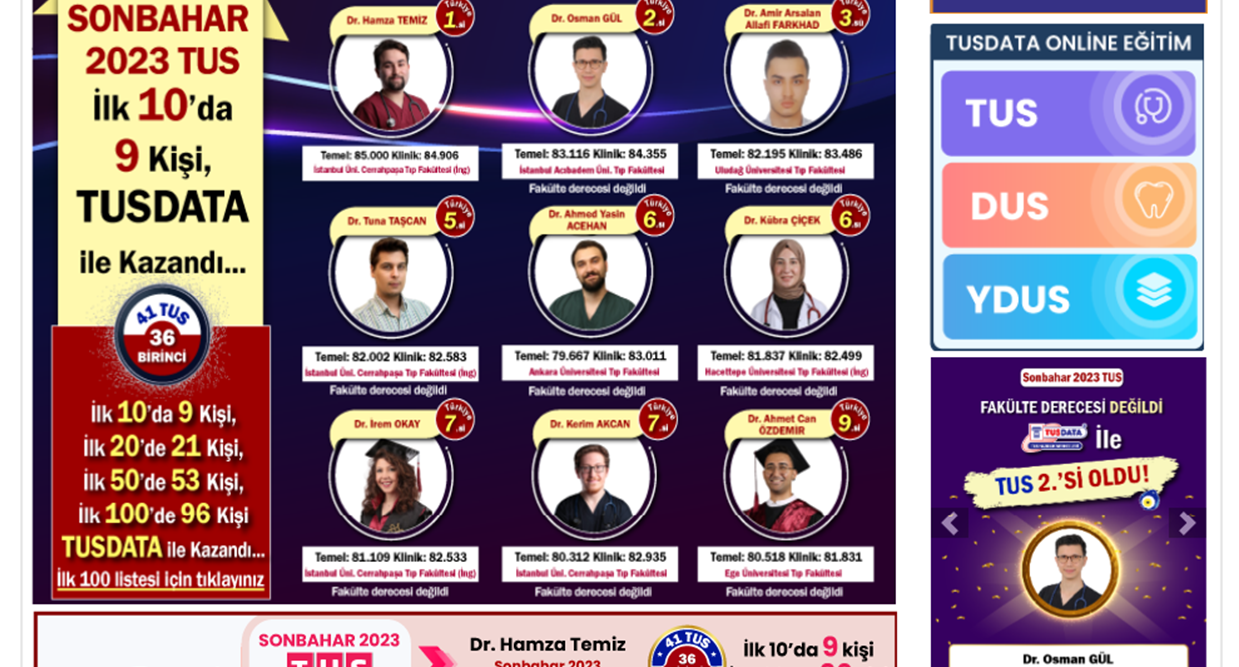 SONBAHAR
2023 TUS
İlk 10’da
9 Kişi,
TUSDATA
ile Kazandı...
41 TUS
36
BİRİNCİ
İlk 10’da 9 Kişi,
İlk 20’de 21 Kişi,
İlk 50’de 53 Kişi,
İlk 100’de 96 Kişi
TUSDATA ile Kazandı...
İlk 100 listesi için tıklayınız
Dr. Hamza TEMİZ
Türkiye
1.si
Temel: 85.000 Klinik: 84.906
İstanbul Üni. Cerrahpaşa Tıp Fakültesi (İng)
Dr. Osman GÜL
Türkiye
2.si
Temel: 83.116 Klinik: 84.355
İstanbul Acıbadem Üni. Tıp Fakültesi
Fakülte derecesi değildi
Dr. Amir Arsalan
Allafi FARKHAD
Türkiye
3.sü
Temel: 82.195 Klinik: 83.486
Uludağ Üniversitesi Tıp Fakültesi
Fakülte derecesi değildi
Dr. Tuna TAŞCAN
Türkiye
5.si
Temel: 82.002 Klinik: 82.583
İstanbul Üni. Cerrahpaşa Tıp Fakültesi (İng)
Fakülte derecesi değildi
Dr. Ahmed Yasin
ACEHAN
Türkiye
6.si
Temel: 79.667 Klinik: 83.011
Ankara Üniversitesi Tıp Fakültesi
Fakülte derecesi değildi
Dr. Kübra ÇİÇEK
Türkiye
6.si
Temel: 81.837 Klinik: 82.499
Hacettepe Üniversitesi Tıp Fakültesi (İng)
Fakülte derecesi değildi
Dr. İrem OKAY
Türkiye
7.si
Temel: 81.109 Klinik: 82.533
İstanbul Üni. Cerrahpaşa Tıp Fakültesi (İng)
Fakülte derecesi değildi
Dr. Kerim AKCAN
Türkiye
7.si
Temel: 80.312 Klinik: 82.935
İstanbul Üni. Cerrahpaşa Tıp Fakültesi
Fakülte derecesi değildi
Dr. Ahmet Can
ÖZDEMİR
Türkiye
9.si
Temel: 80.518 Klinik: 81.831
Ege Üniversitesi Tıp Fakültesi
Fakülte derecesi değildi
SONBAHAR 2023
TUS
Dr. Hamza Temiz
Sonbahar 2023
41 TUS
36
İlk 10’da 9 kişi
TUSDATA ONLİNE EĞİTİM
TUS
DUS
YDUS
Sonbahar 2023 TUS
FAKÜLTE DERECESİ DEĞİLDİ
TUSDATA İle
TUS 2.’Sİ OLDU!
Dr. Osman GÜL